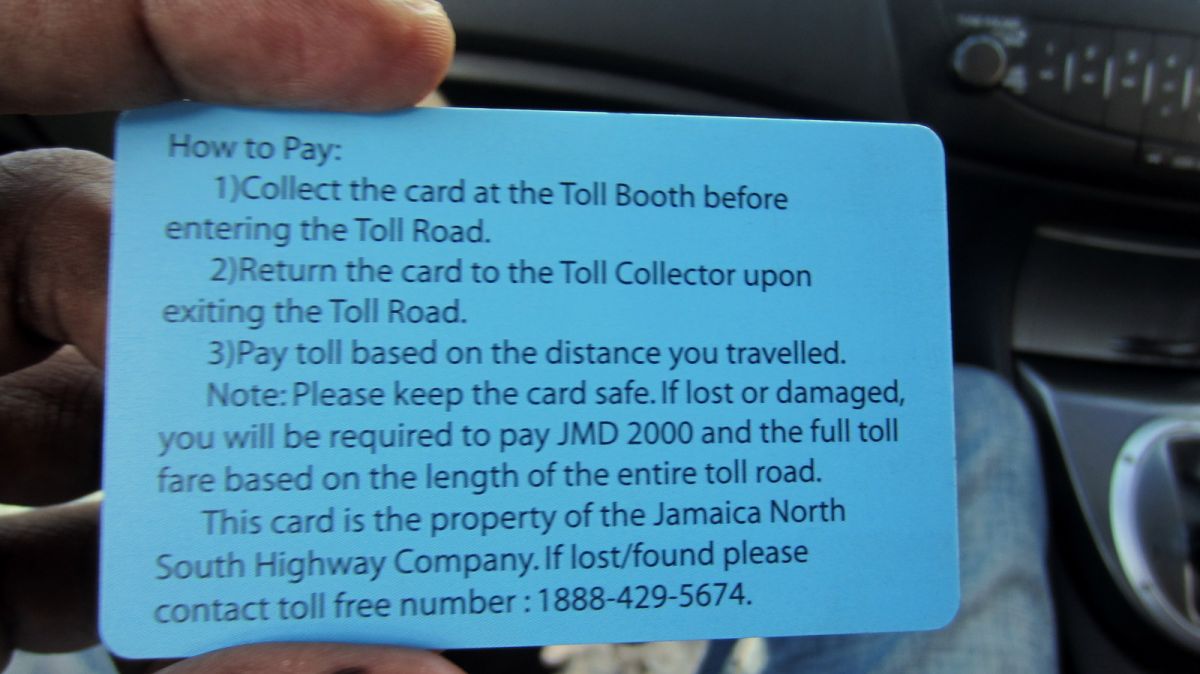 How to Pay:
1)Collect the card at the Toll Booth before
entering the Toll Road.
2)Return the card to the Toll Collector upon
exiting the Toll Road.
3)Pay toll based on the distance you travelled.
Note: Please keep the card safe. If lost or damaged,
you will be required to pay JMD 2000 and the full toll
fare based on the length of the entire toll road.
This card is the property of the Jamaica North
South Highway Company. If lost/found please
contact toll free number : 1888-429-5674.